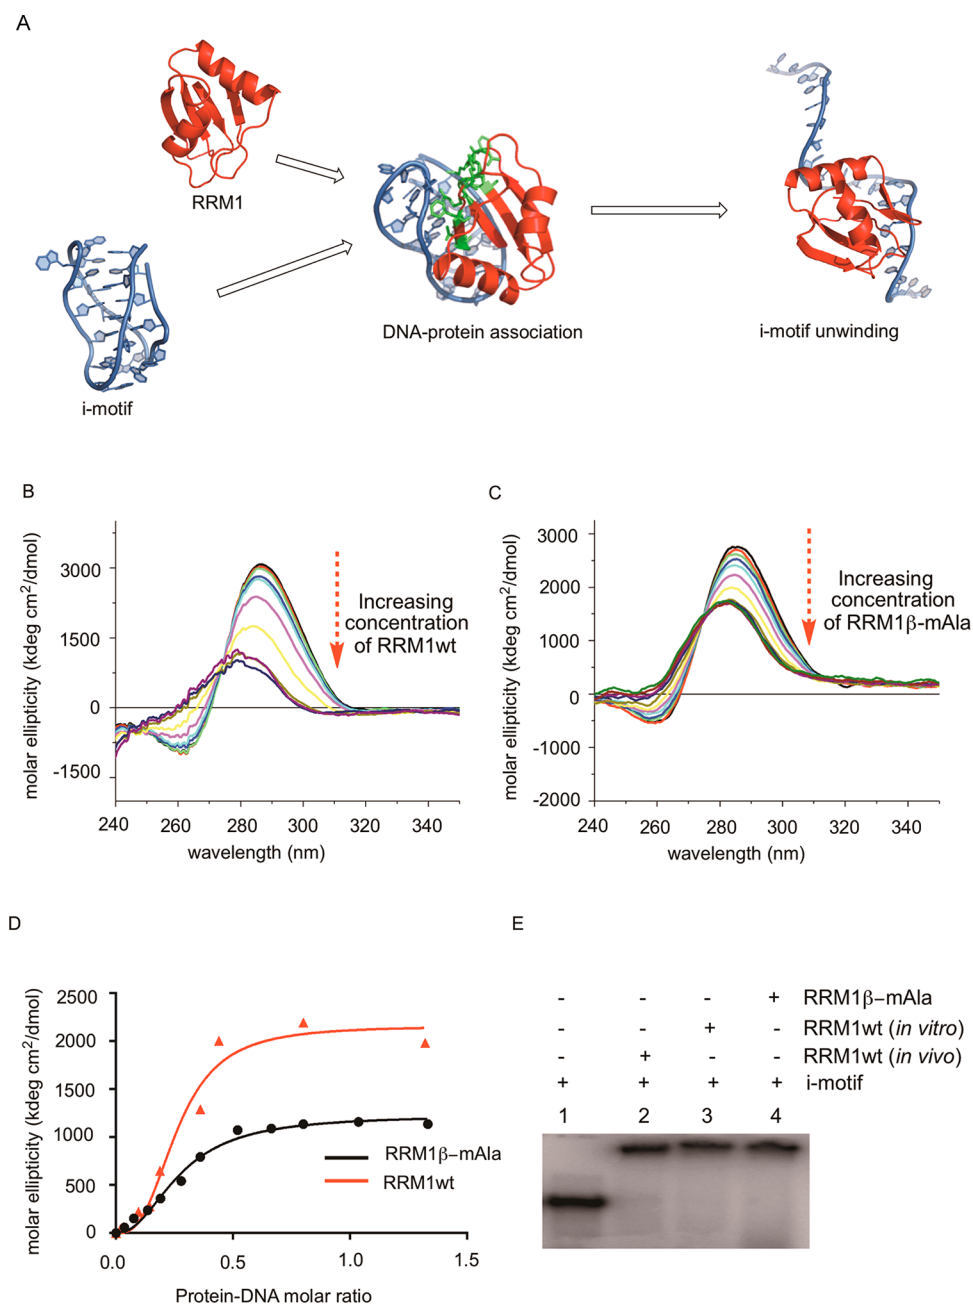 A
RRM1
i-motif
DNA-protein association
i-motif unwinding
B
molar ellipticity (kdeg cm²/dmol)
3000
1500
0
-1500
240 260 280 300 320 340
wavelength (nm)
Increasing
concentration
of RRM1wt
C
molar ellipticity (kdeg cm²/dmol)
3000
2000
1000
0
-1000
-2000
240 260 280 300 320 340
wavelength (nm)
Increasing
concentration
of RRM1β-mAla
D
molar ellipticity (kdeg cm²/dmol)
2500
2000
1500
1000
500
0
0.0 0.5 1.0 1.5
Protein-DNA molar ratio
RRM1β–mAla
RRM1wt
E
- - - + RRM1β–mAla
- - + - RRM1wt (in vitro)
- + - - RRM1wt (in vivo)
+ + + + i-motif
1 2 3 4